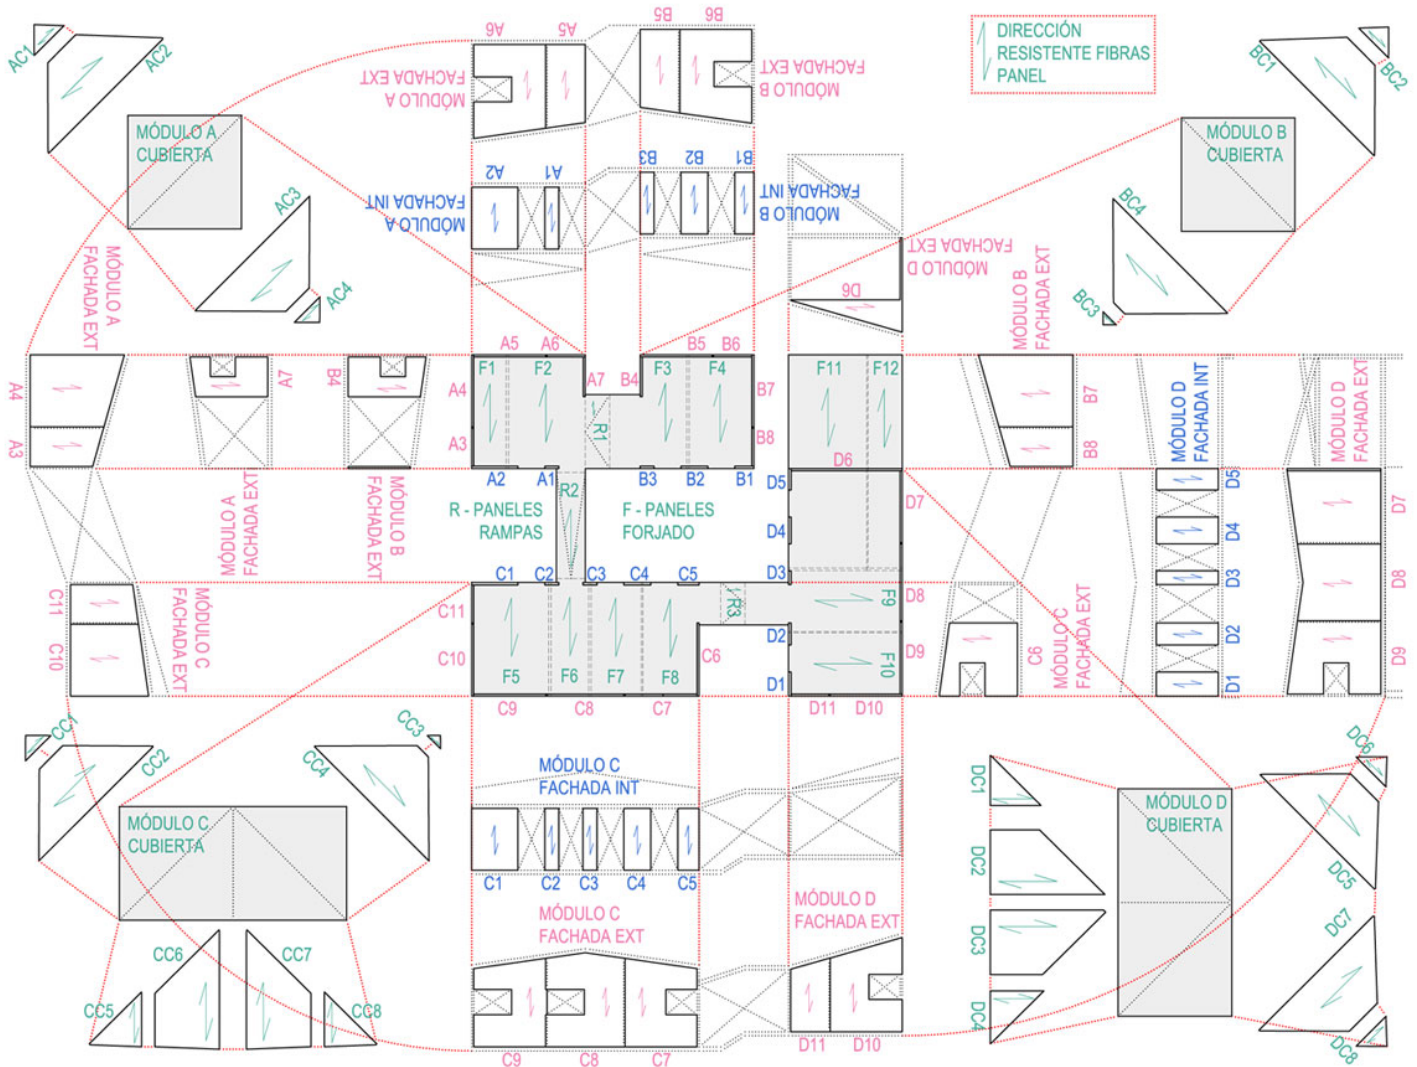 A6
A5
B5
B6
MÓDULO A
FACHADA EXT
MÓDULO B
FACHADA EXT
DIRECCIÓN
RESISTENTE FIBRAS
PANEL
AC1
AC2
BC1
BC2
MÓDULO A
CUBIERTA
MÓDULO B
CUBIERTA
A2
A1
B3
B2
B1
MÓDULO A
FACHADA INT
MÓDULO B
FACHADA INT
AC3
AC4
BC4
BC3
MÓDULO A
FACHADA EXT
MÓDULO D
FACHADA EXT
D6
MÓDULO B
FACHADA EXT
A4
A3
A7
B4
A5
A6
F1
F2
A4
A3
A7
B4
R1
B5
B6
F3
F4
B7
B8
F11
F12
D6
B7
B8
MÓDULO D
FACHADA INT
MÓDULO D
FACHADA EXT
MÓDULO A
FACHADA EXT
MÓDULO B
FACHADA EXT
A2
A1
B3
B2
B1
R - PANELES
RAMPAS
R2
F - PANELES
FORJADO
D5
D4
D3
D7
D5
D4
D3
D2
D1
D7
D8
D9
C11
C10
MÓDULO C
FACHADA EXT
C1
C2
C3
C4
C5
C11
C10
F5
F6
F7
F8
R3
C6
D2
D1
F9
F10
D8
D9
C6
MÓDULO C
FACHADA EXT
C9
C8
C7
D11
D10
CC1
CC2
CC4
CC3
MÓDULO C
CUBIERTA
MÓDULO C
FACHADA INT
C1
C2
C3
C4
C5
MÓDULO C
FACHADA EXT
MÓDULO D
FACHADA EXT
C9
C8
C7
D11
D10
CC5
CC6
CC7
CC8
DC1
DC2
DC3
DC4
MÓDULO D
CUBIERTA
DC6
DC5
DC7
DC8